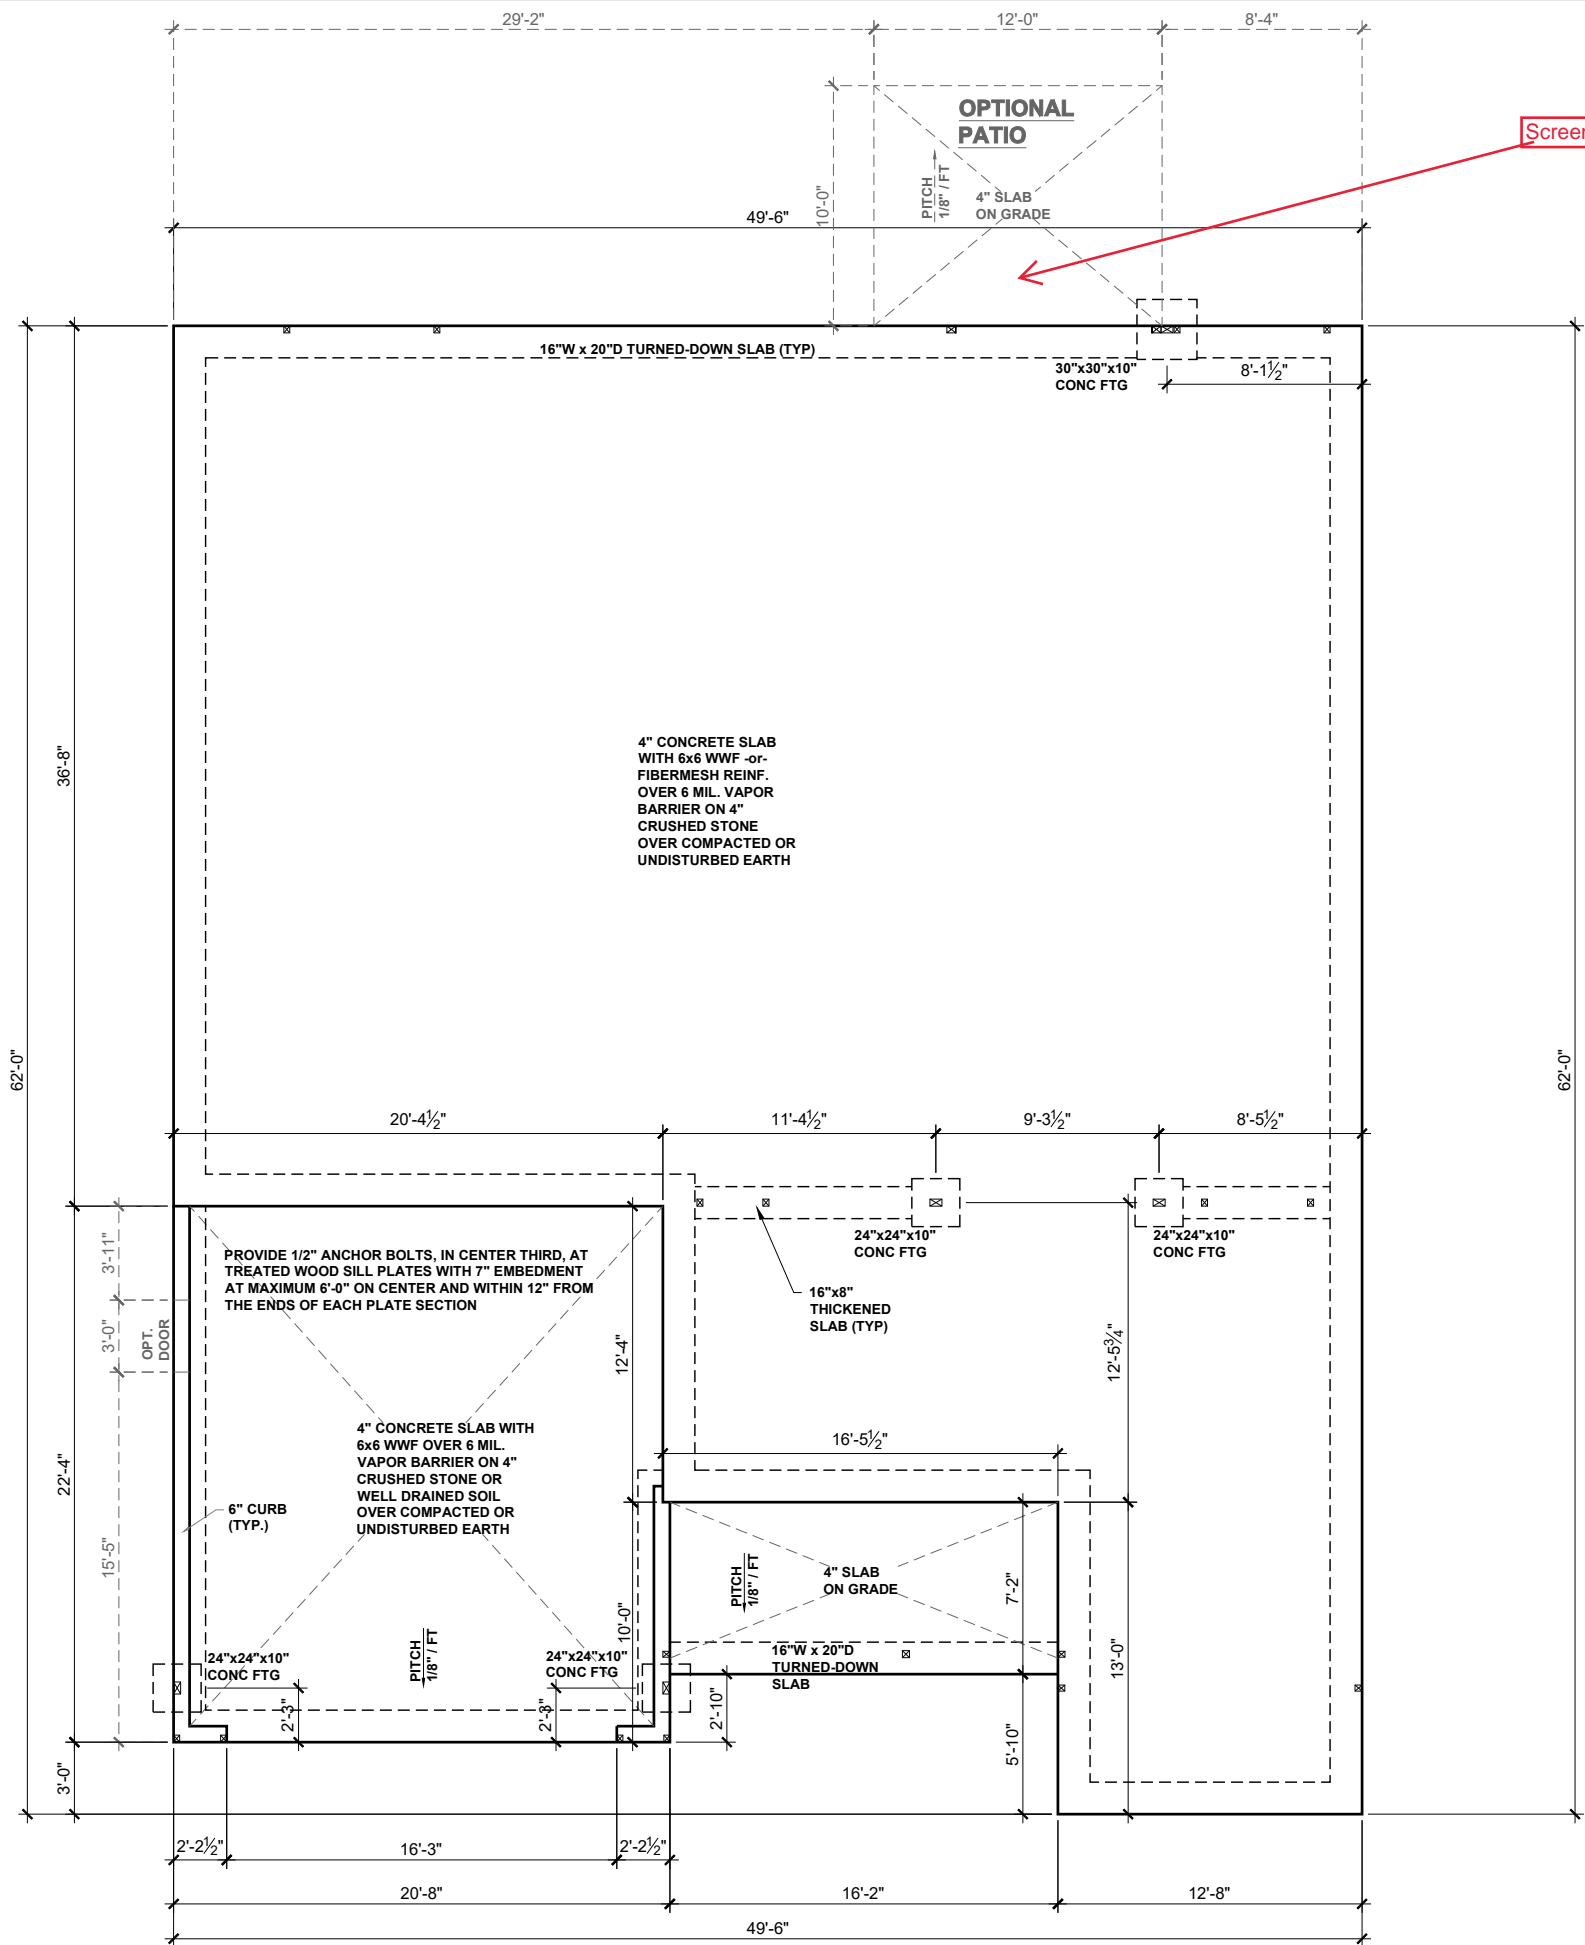 29'-2"
12'-0"
8'-4"
OPTIONAL
PATIO
Screen
PITCH
1/8" / FT
4" SLAB
ON GRADE
10'-0"
49'-6"
16"W x 20"D TURNED-DOWN SLAB (TYP)
30"x30"x10"
CONC FTG
8'-1½"
36'-8"
62'-0"
62'-0"
4" CONCRETE SLAB
WITH 6x6 WWF -or-
FIBERMESH REINF.
OVER 6 MIL. VAPOR
BARRIER ON 4"
CRUSHED STONE
OVER COMPACTED OR
UNDISTURBED EARTH
20'-4½"
11'-4½"
9'-3½"
8'-5½"
24"x24"x10"
CONC FTG
24"x24"x10"
CONC FTG
3'-11"
3'-0"
OPT.
DOOR
15'-5"
22'-4"
3'-0"
PROVIDE 1/2" ANCHOR BOLTS, IN CENTER THIRD, AT
TREATED WOOD SILL PLATES WITH 7" EMBEDMENT
AT MAXIMUM 6'-0" ON CENTER AND WITHIN 12" FROM
THE ENDS OF EACH PLATE SECTION
12'-4"
16"x8"
THICKENED
SLAB (TYP)
12'-5¾"
16'-5½"
4" CONCRETE SLAB WITH
6x6 WWF OVER 6 MIL.
VAPOR BARRIER ON 4"
CRUSHED STONE OR
WELL DRAINED SOIL
OVER COMPACTED OR
UNDISTURBED EARTH
6" CURB
(TYP.)
PITCH
1/8" / FT
4" SLAB
ON GRADE
7'-2"
10'-0"
PITCH
1/8" / FT
24"x24"x10"
CONC FTG
24"x24"x10"
CONC FTG
16"W x 20"D
TURNED-DOWN
SLAB
13'-0"
2'-3"
2'-3"
2'-10"
5'-10"
2'-2½"
16'-3"
2'-2½"
20'-8"
16'-2"
12'-8"
49'-6"